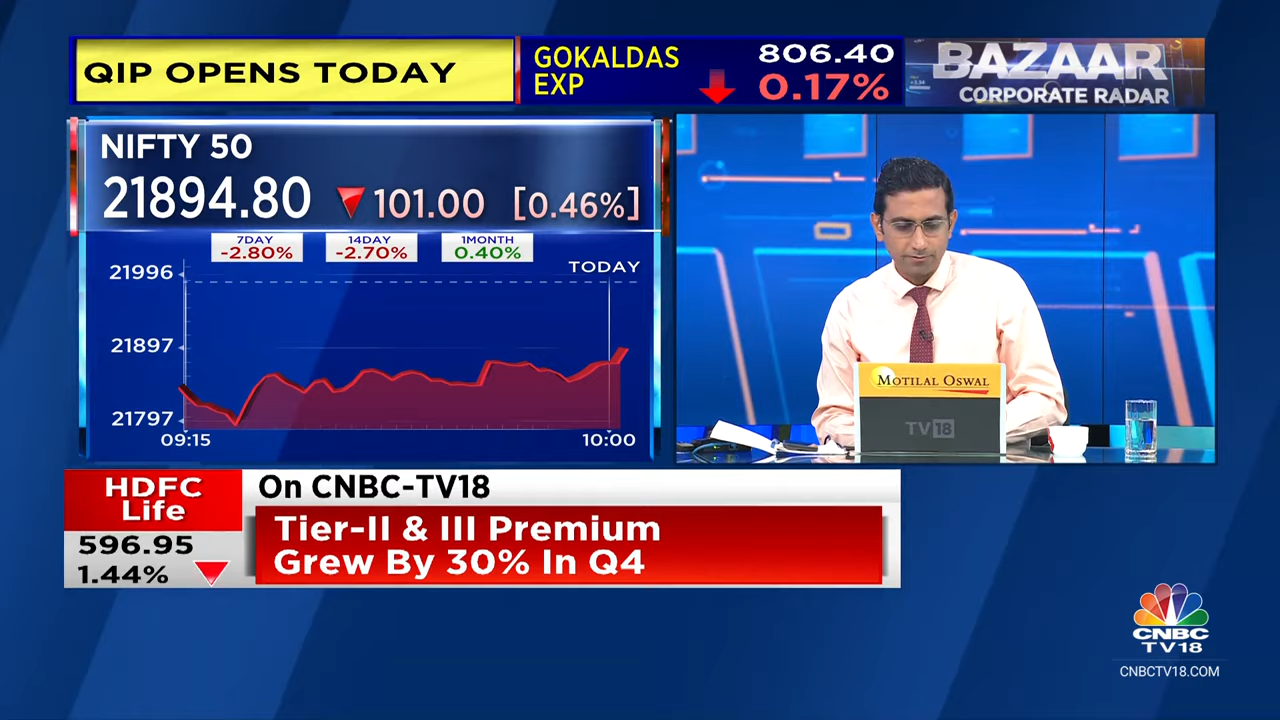 QIP OPENS TODAY
GOKALDAS
EXP
806.40
0.17%
BAZAAR
CORPORATE RADAR
NIFTY 50
21894.80 101.00 [0.46%]
7DAY
-2.80%
14DAY
-2.70%
1MONTH
0.40%
TODAY
21996
21897
21797
09:15
10:00
MOTILAL OSWAL
TV18
HDFC
Life
596.95
1.44%
On CNBC-TV18
Tier-II & III Premium
Grew By 30% In Q4
CNBC
TV18
CNBCTV18.COM